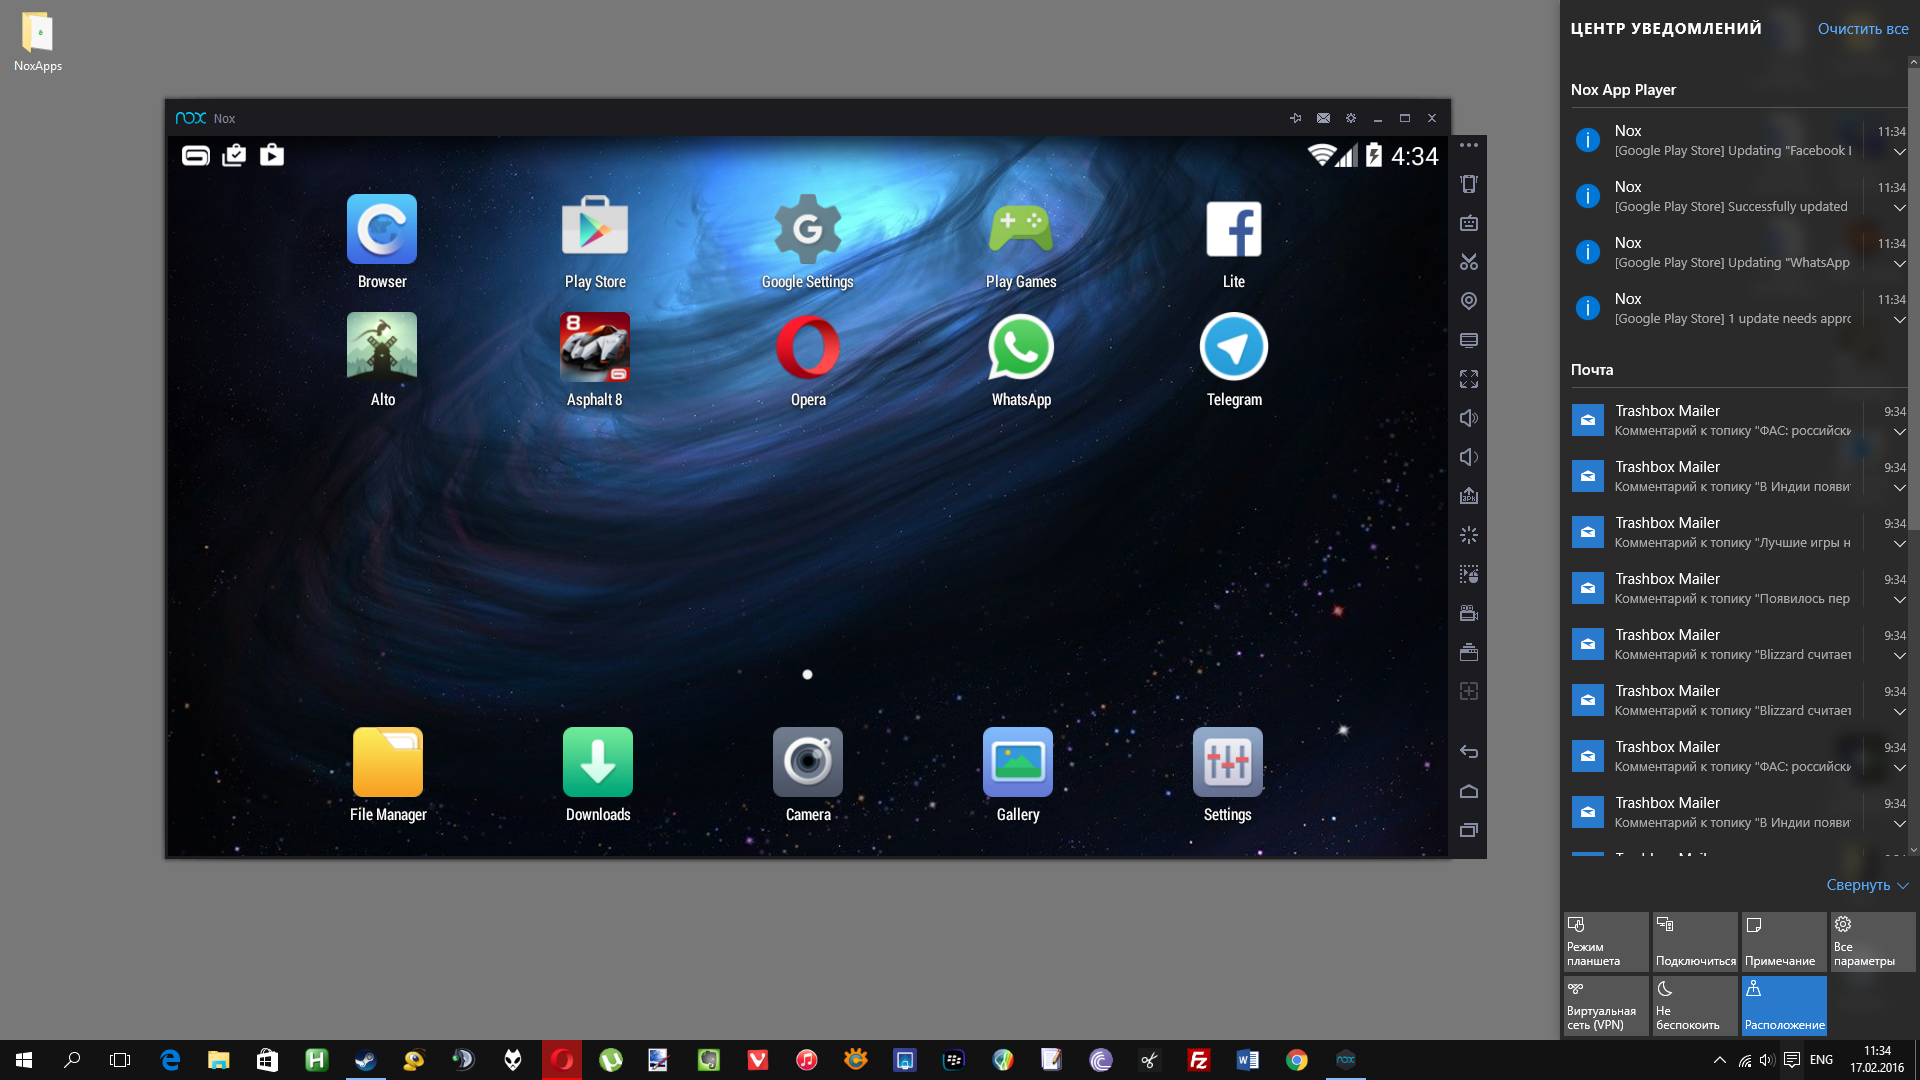 NoxApps
nox Nox
4:34
Browser
Play Store
Google Settings
Play Games
Lite
Alto
Asphalt 8
Opera
WhatsApp
Telegram
File Manager
Downloads
Camera
Gallery
Settings
ЦЕНТР УВЕДОМЛЕНИЙ
Очистить все
Nox App Player
Nox 11:34
[Google Play Store] Updating "Facebook
Nox 11:34
[Google Play Store] Successfully updated
Nox 11:34
[Google Play Store] Updating "WhatsApp
Nox 11:34
[Google Play Store] 1 update needs appro
Почта
Trashbox Mailer 9:34
Комментарий к топику "ФАС: российски
Trashbox Mailer 9:34
Комментарий к топику "В Индии появи
Trashbox Mailer 9:34
Комментарий к топику "Лучшие игры н
Trashbox Mailer 9:34
Комментарий к топику "Появилось пер
Trashbox Mailer 9:34
Комментарий к топику "Blizzard считает
Trashbox Mailer 9:34
Комментарий к топику "Blizzard считает
Trashbox Mailer 9:34
Комментарий к топику "ФАС: российски
Trashbox Mailer 9:34
Комментарий к топику "В Индии появи
Свернуть
Режим планшета
Подключиться
Примечание
Все параметры
Виртуальная сеть (VPN)
Не беспокоить
Расположение
ENG
11:34
17.02.2016